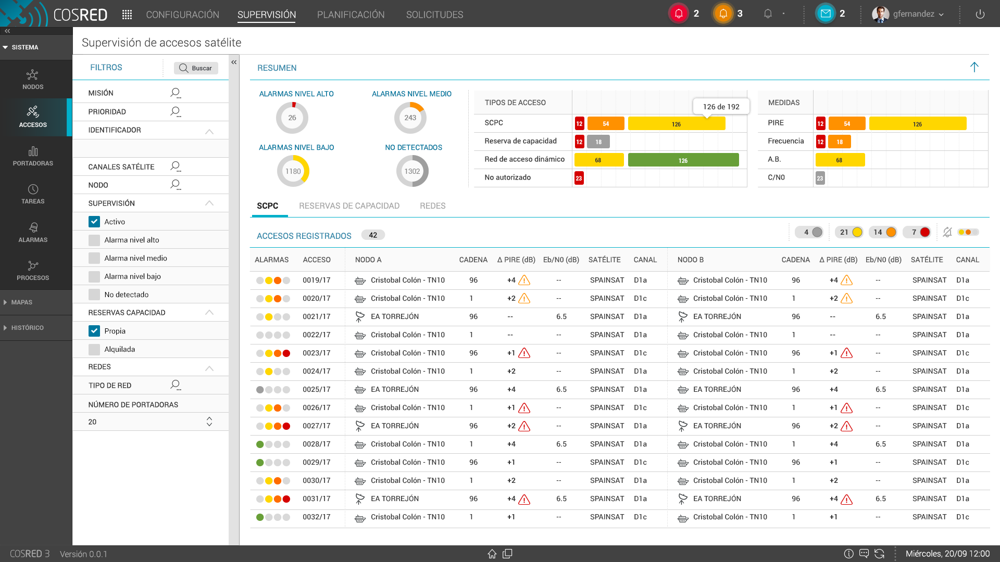 COSRED CONFIGURACIÓN SUPERVISIÓN PLANIFICACIÓN SOLICITUDES 2 3 2 gfernandez
SISTEMA
NODOS
ACCESOS
PORTADORAS
TAREAS
ALARMAS
PROCESOS
MAPAS
HISTÓRICO
Supervisión de accesos satélite
FILTROS Buscar
MISIÓN
PRIORIDAD
IDENTIFICADOR
CANALES SATÉLITE
NODO
SUPERVISIÓN
Activo
Alarma nivel alto
Alarma nivel medio
Alarma nivel bajo
No detectado
RESERVAS CAPACIDAD
Propia
Alquilada
REDES
TIPO DE RED
NÚMERO DE PORTADORAS
20
RESUMEN
ALARMAS NIVEL ALTO
26
ALARMAS NIVEL MEDIO
243
ALARMAS NIVEL BAJO
1180
NO DETECTADOS
1302
TIPOS DE ACCESO
126 de 192
SCPC 12 54 126
Reserva de capacidad 12 18
Red de acceso dinámico 68 126
No autorizado 23
MEDIDAS
PIRE 12 54 126
Frecuencia 12 18
A.B. 68
C/N0 23
SCPC RESERVAS DE CAPACIDAD REDES
ACCESOS REGISTRADOS 42 4 21 14 7
ALARMAS ACCESO NODO A CADENA Δ PIRE (dB) Eb/N0 (dB) SATÉLITE CANAL NODO B CADENA Δ PIRE (dB) Eb/N0 (dB) SATÉLITE CANAL
0019/17 Cristobal Colón - TN10 96 +4 -- SPAINSAT D1a Cristobal Colón - TN10 96 +4 -- SPAINSAT D1a
0020/17 Cristobal Colón - TN10 1 +2 -- SPAINSAT D1c Cristobal Colón - TN10 1 +2 -- SPAINSAT D1c
0021/17 EA TORREJÓN 96 -- 6.5 SPAINSAT D1a EA TORREJÓN 96 -- 6.5 SPAINSAT D1a
0022/17 Cristobal Colón - TN10 1 -- -- SPAINSAT D1a Cristobal Colón - TN10 1 -- -- SPAINSAT D1a
0023/17 Cristobal Colón - TN10 96 +1 -- SPAINSAT D1c Cristobal Colón - TN10 96 +1 -- SPAINSAT D1c
0024/17 Cristobal Colón - TN10 1 +2 -- SPAINSAT D1a Cristobal Colón - TN10 1 +2 -- SPAINSAT D1a
0025/17 EA TORREJÓN 96 +4 6.5 SPAINSAT D1a EA TORREJÓN 96 +4 6.5 SPAINSAT D1a
0026/17 Cristobal Colón - TN10 1 +1 -- SPAINSAT D1c Cristobal Colón - TN10 1 +1 -- SPAINSAT D1c
0027/17 EA TORREJÓN 96 +2 -- SPAINSAT D1a EA TORREJÓN 96 +2 -- SPAINSAT D1a
0028/17 Cristobal Colón - TN10 1 +4 6.5 SPAINSAT D1a Cristobal Colón - TN10 1 +4 6.5 SPAINSAT D1a
0029/17 Cristobal Colón - TN10 96 +1 -- SPAINSAT D1c Cristobal Colón - TN10 96 +1 -- SPAINSAT D1c
0030/17 Cristobal Colón - TN10 1 +2 -- SPAINSAT D1a Cristobal Colón - TN10 1 +2 -- SPAINSAT D1a
0031/17 EA TORREJÓN 96 +4 6.5 SPAINSAT D1a EA TORREJÓN 96 +4 6.5 SPAINSAT D1a
0032/17 Cristobal Colón - TN10 1 +1 -- SPAINSAT D1c Cristobal Colón - TN10 1 +1 -- SPAINSAT D1c
COSRED 3 Versión 0.0.1 Miércoles, 20/09 12:00